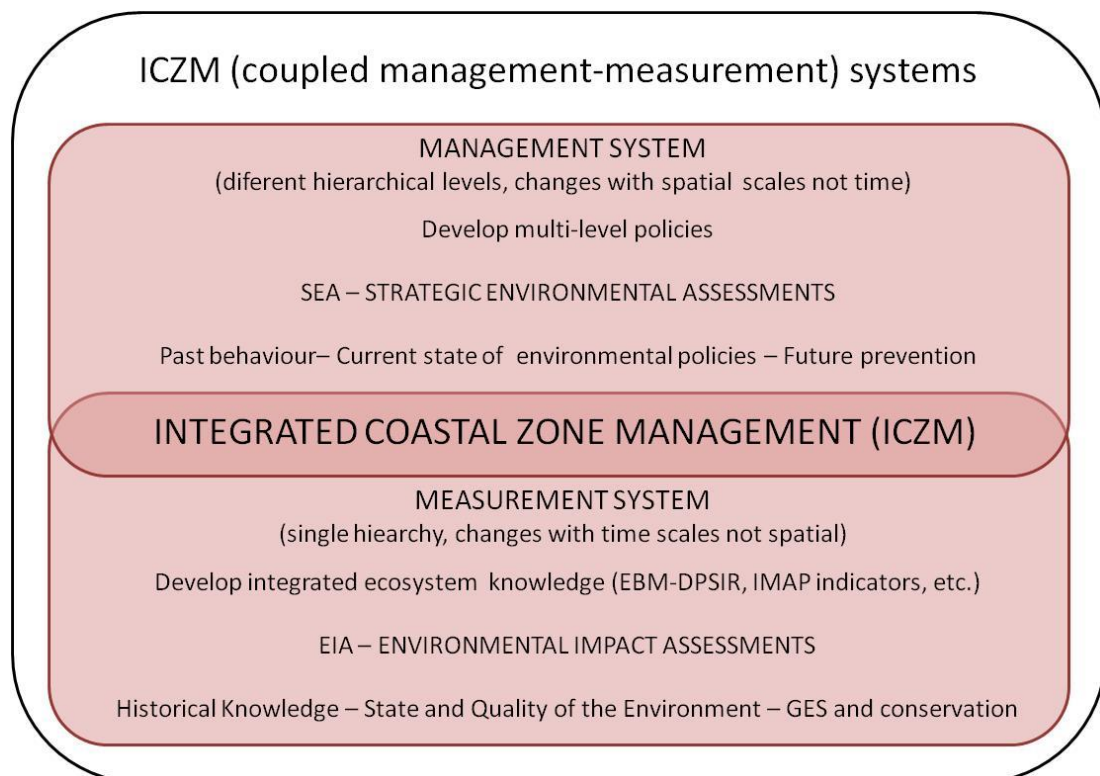 ICZM (coupled management-measurement) systems
MANAGEMENT SYSTEM
(diferent hierarchical levels, changes with spatial scales not time)
Develop multi-level policies
SEA – STRATEGIC ENVIRONMENTAL ASSESSMENTS
Past behaviour– Current state of environmental policies – Future prevention
INTEGRATED COASTAL ZONE MANAGEMENT (ICZM)
MEASUREMENT SYSTEM
(single hiearchy, changes with time scales not spatial)
Develop integrated ecosystem knowledge (EBM-DPSIR, IMAP indicators, etc.)
EIA – ENVIRONMENTAL IMPACT ASSESSMENTS
Historical Knowledge – State and Quality of the Environment – GES and conservation